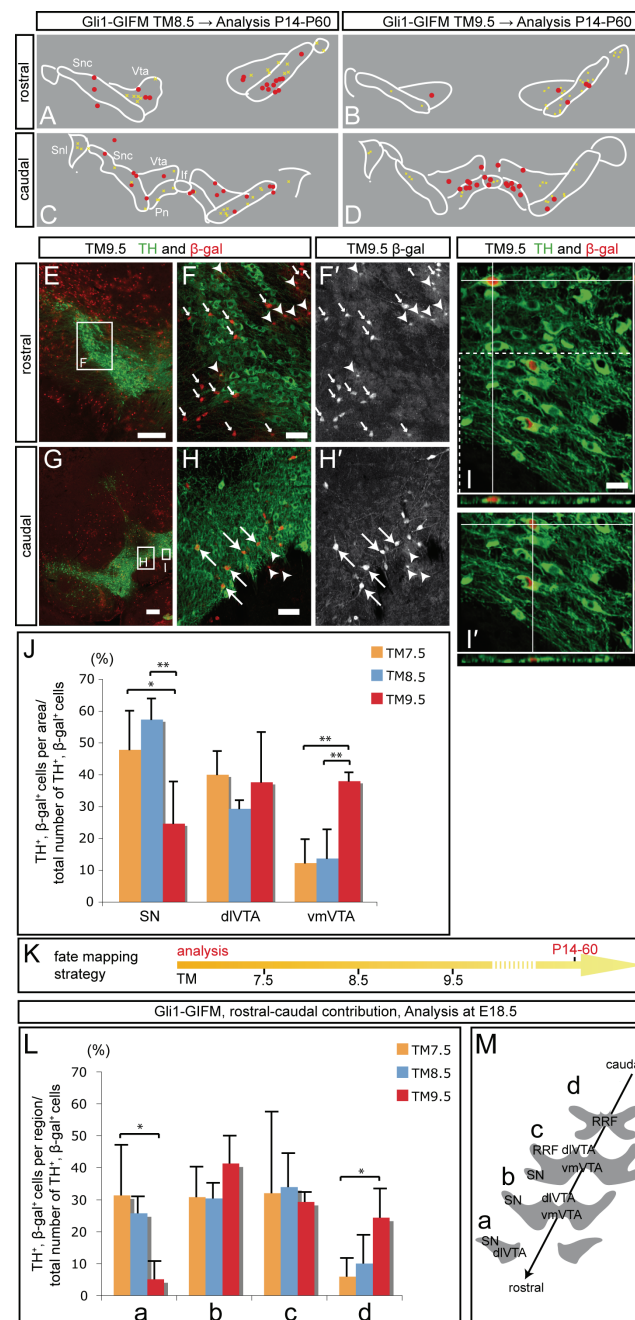 Gli1-GIFM TM8.5 → Analysis P14-P60
Gli1-GIFM TM9.5 → Analysis P14-P60
rostral
Snc
Vta
A
B
caudal
Snl
Snc
Vta
If
Pn
C
D
TM9.5 TH and β-gal
TM9.5 β-gal
TM9.5 TH and β-gal
rostral
E
F
F
F′
I
caudal
G
H
I
H
H′
I′
J
(%)
TM7.5
TM8.5
TM9.5
70
60
50
40
30
20
10
0
TH⁺, β-gal⁺ cells per area/
total number of TH⁺, β-gal⁺ cells
*
**
**
**
SN
dlVTA
vmVTA
K
fate mapping
strategy
analysis
P14-60
TM
7.5
8.5
9.5
Gli1-GIFM, rostral-caudal contribution, Analysis at E18.5
L
(%)
TM7.5
TM8.5
TM9.5
70
60
50
40
30
20
10
0
TH⁺, β-gal⁺ cells per region/
total number of TH⁺, β-gal⁺ cells
*
*
a
b
c
d
M
cauda
d
RRF
c
RRF
dlVTA
vmVTA
SN
b
SN
dlVTA
vmVTA
a
SN
dlVTA
rostral